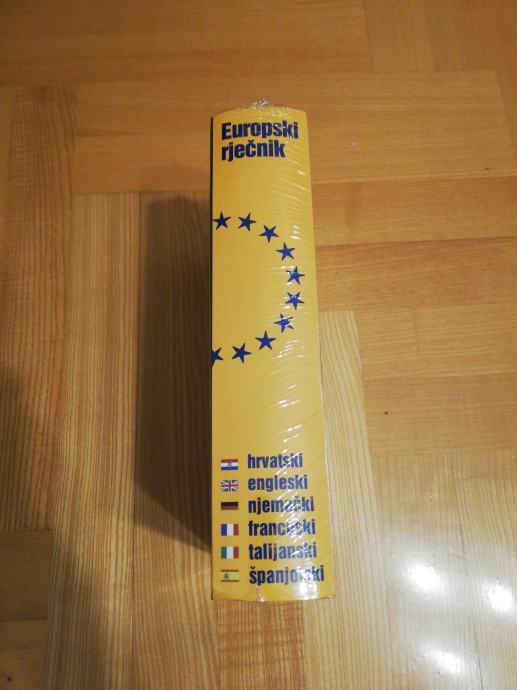 Europski
rječnik
hrvatski
engleski
njemački
francuski
talijanski
španjolski